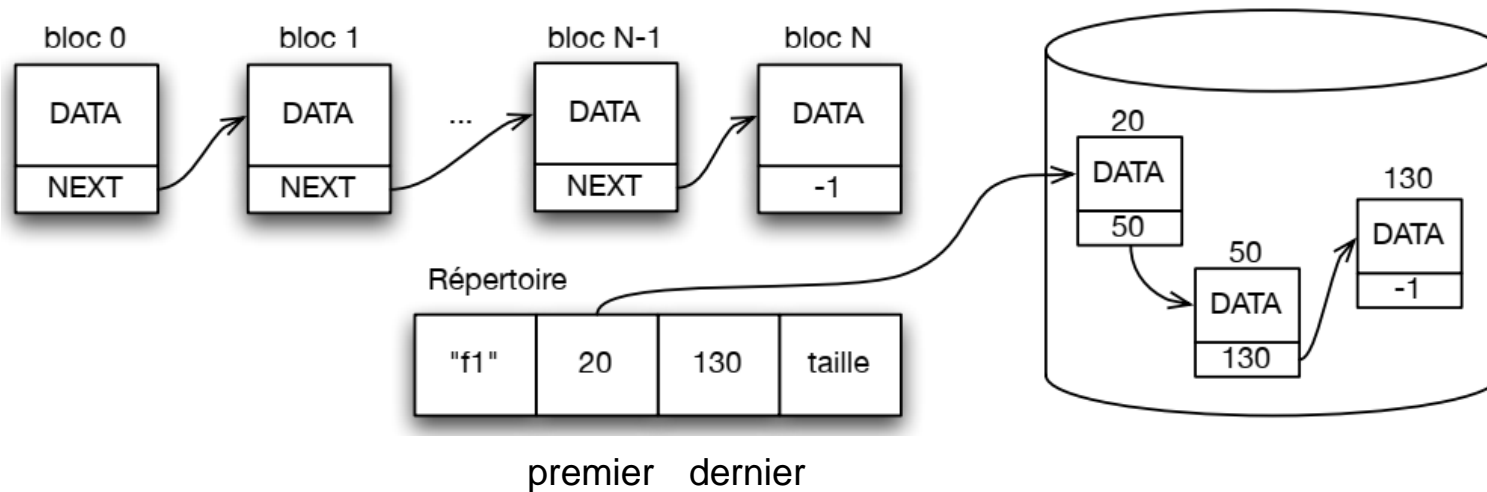 bloc 0
bloc 1
bloc N-1
bloc N
DATA
NEXT
DATA
NEXT
...
DATA
NEXT
DATA
-1
Répertoire
"f1"
20
130
taille
premier
dernier
20
DATA
50
50
DATA
130
130
DATA
-1